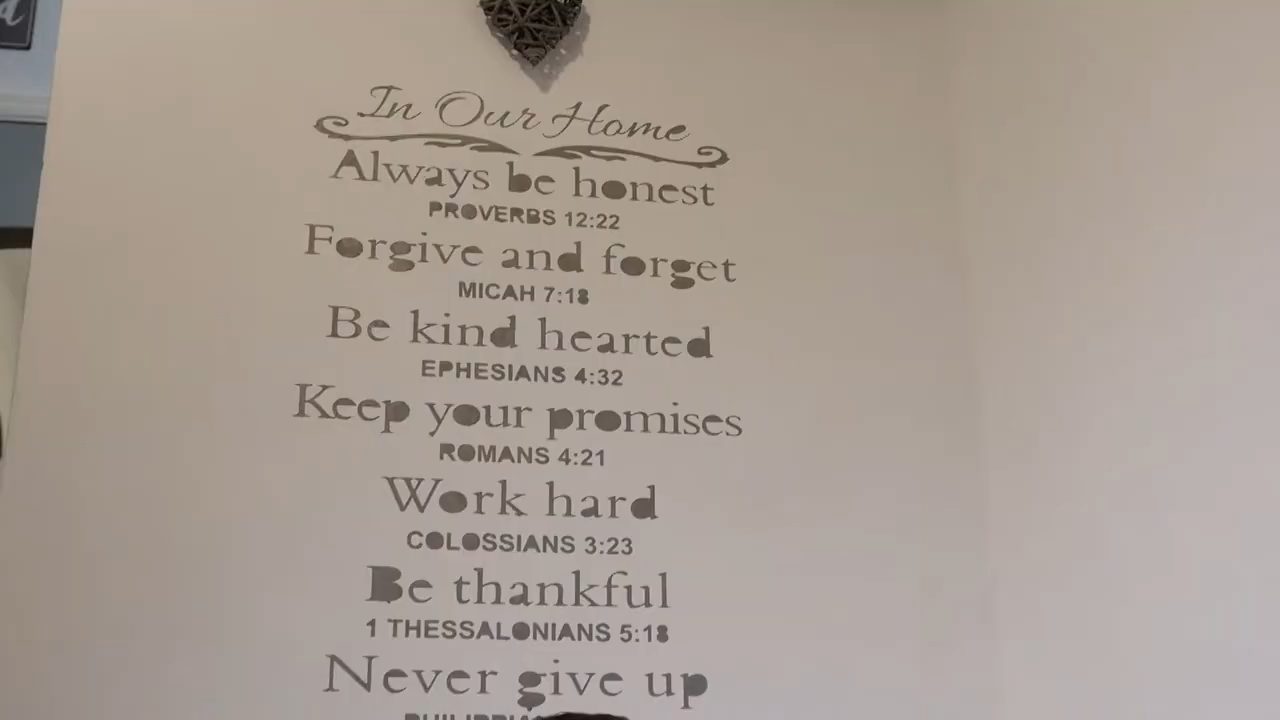 In Our Home
Always be honest
PROVERBS 12:22
Forgive and forget
MICAH 7:18
Be kind hearted
EPHESIANS 4:32
Keep your promises
ROMANS 4:21
Work hard
COLOSSIANS 3:23
Be thankful
1 THESSALONIANS 5:18
Never give up